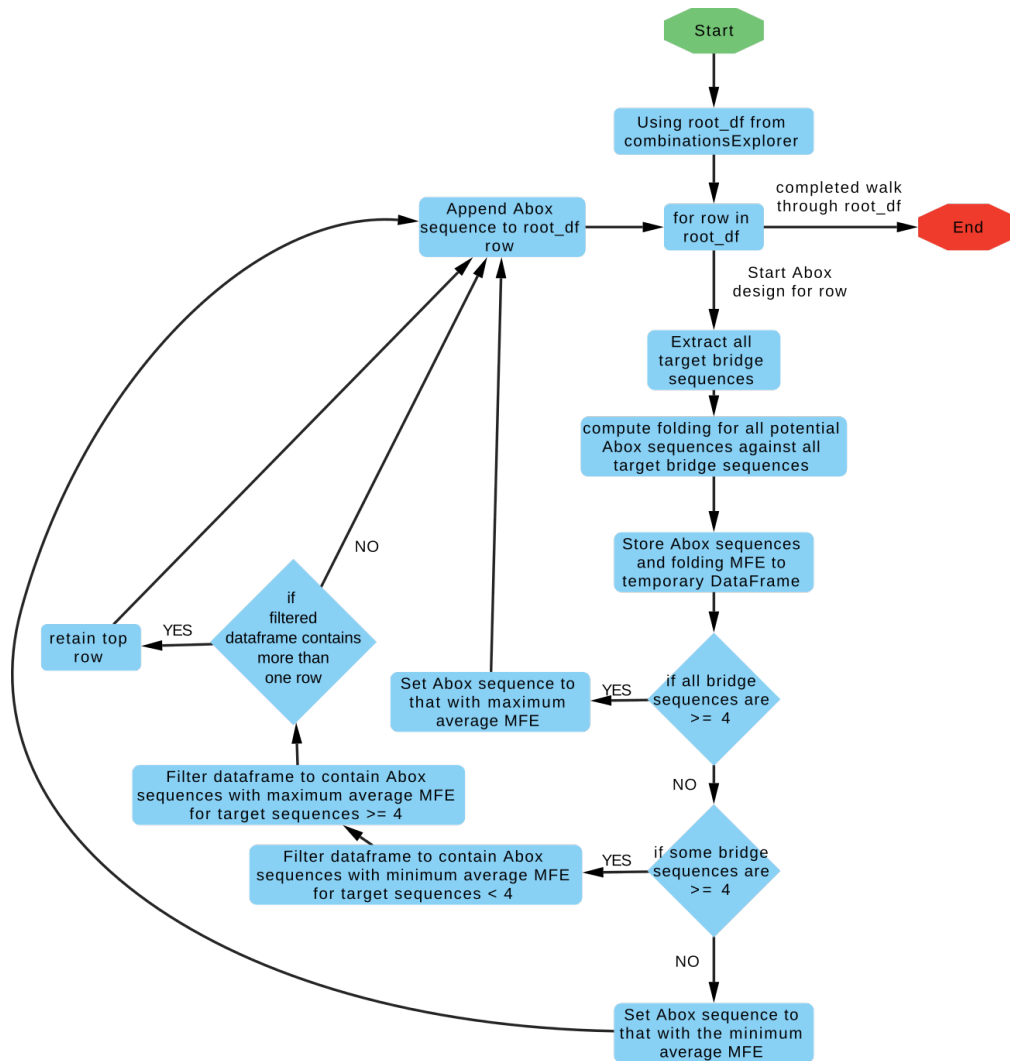 Start
Using root_df from
combinationsExplorer
completed walk
through root_df
Append Abox
sequence to root_df
row
for row in
root_df
End
Start Abox
design for row
Extract all
target bridge
sequences
compute folding for all potential
Abox sequences against all
target bridge sequences
Store Abox sequences
and folding MFE to
temporary DataFrame
NO
if
filtered
dataframe contains
more than
one row
YES
retain top
row
if all bridge
sequences are
>= 4
YES
Set Abox sequence to
that with maximum
average MFE
NO
Filter dataframe to contain Abox
sequences with maximum average MFE
for target sequences >= 4
if some bridge
sequences are
>= 4
YES
Filter dataframe to contain Abox
sequences with minimum average MFE
for target sequences < 4
NO
Set Abox sequence to
that with the minimum
average MFE